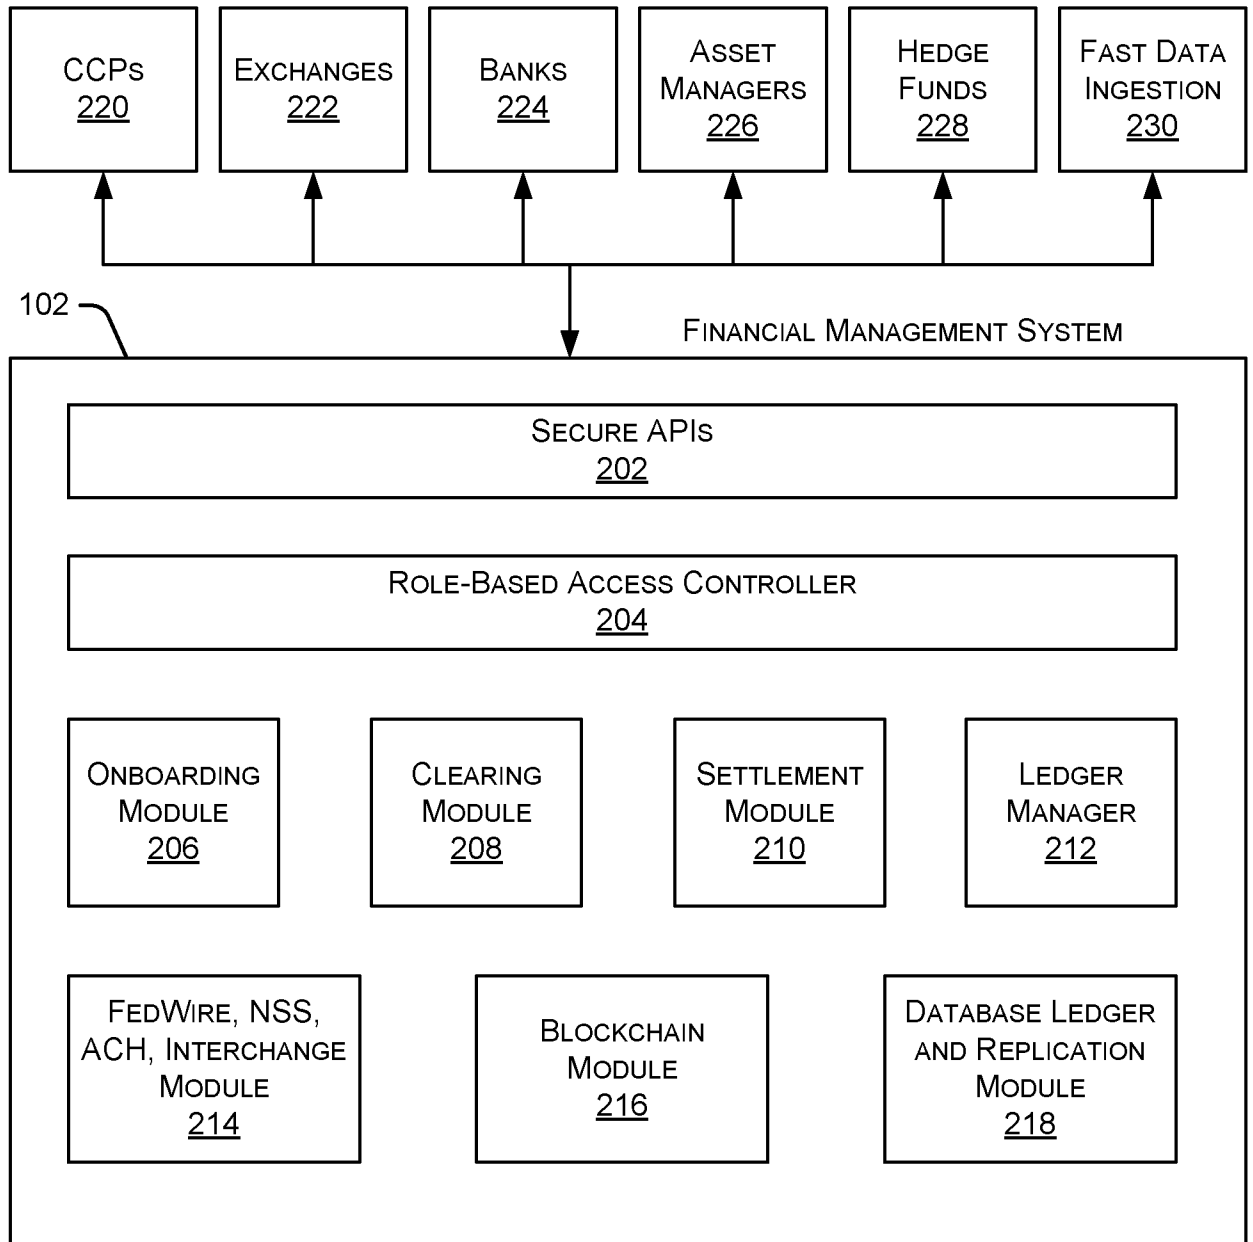 CCPs
220
Exchanges
222
Banks
224
Asset
Managers
226
Hedge
Funds
228
Fast Data
Ingestion
230
102
Financial Management System
Secure APIs
202
Role-Based Access Controller
204
Onboarding
Module
206
Clearing
Module
208
Settlement
Module
210
Ledger
Manager
212
FedWire, NSS,
ACH, Interchange
Module
214
Blockchain
Module
216
Database Ledger
and Replication
Module
218